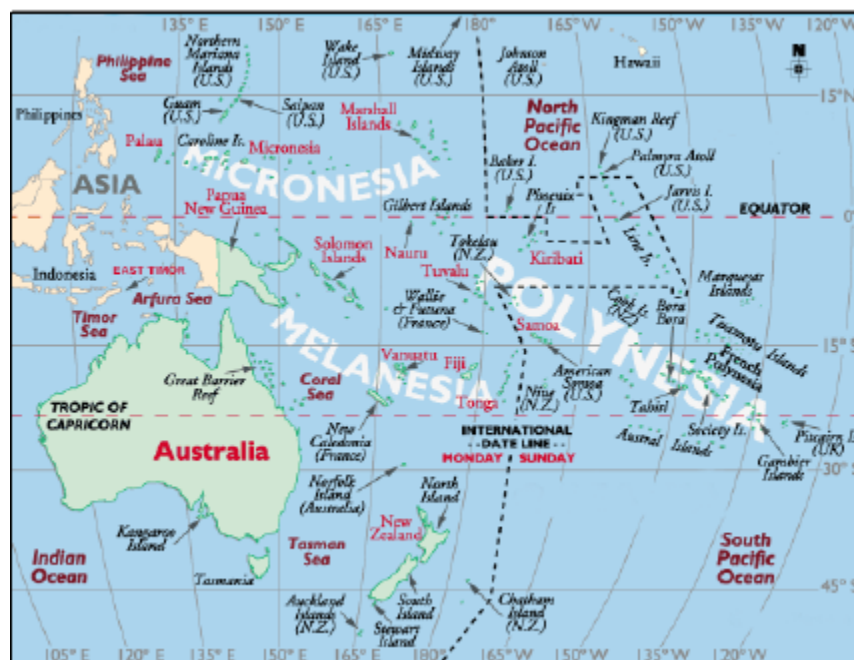 135°E
150°E
165°E
180°
165°W
150°W
135°W
120°W
Philippine
Sea
Northern
Mariana
Islands
(U.S.)
Wake
Island
(U.S.)
Midway
Islands
(U.S.)
Johnson
Atoll
(U.S.)
Hawaii
N
Guam
(U.S.)
Saipan
(U.S.)
Marshall
Islands
North
Pacific
Ocean
15°N
Kingman Reef
(U.S.)
Philippines
Palau
Caroline Is.
Micronesia
MICRONESIA
Baker I.
(U.S.)
Phoenix
Is
Palmyra Atoll
(U.S.)
Jarvis I.
(U.S.)
ASIA
Papua
New Guinea
Gilbert Islands
EQUATOR
0°
Solomon
Islands
Nauru
Tokelau
(N.Z.)
Kiribati
Line Is.
Indonesia
EAST TIMOR
Tuvalu
POLYNESIA
Marquesas
Islands
Arfura Sea
Timor
Sea
Wallis &
Futuna
(France)
Cook Is.
(NZ)
Bora
Bora
Tuamotu Islands
MELANESIA
Samoa
French
Polynesia
15°S
Great Barrier
Reef
Coral
Sea
Vanuatu
Fiji
American
Samoa
(U.S.)
Tonga
Niue
(N.Z.)
Tahiti
TROPIC OF
CAPRICORN
New
Caledonia
(France)
INTERNATIONAL
DATE LINE
MONDAY
SUNDAY
Society Is.
Austral
Islands
Pitcairn I.
(UK)
Gambier
Islands
Australia
30°S
Norfolk
Island
(Australia)
North
Island
New
Zealand
Kangaroo
Island
Tasman
Sea
South
Pacific
Ocean
Indian
Ocean
Tasmania
45°S
Auckland
Islands
(N.Z.)
South
Island
Stewart
Island
Chatham
Island
(N.Z.)
105°E
120°E
135°E
150°E
165°E
180°
165°W
150°W
135°W
120°W